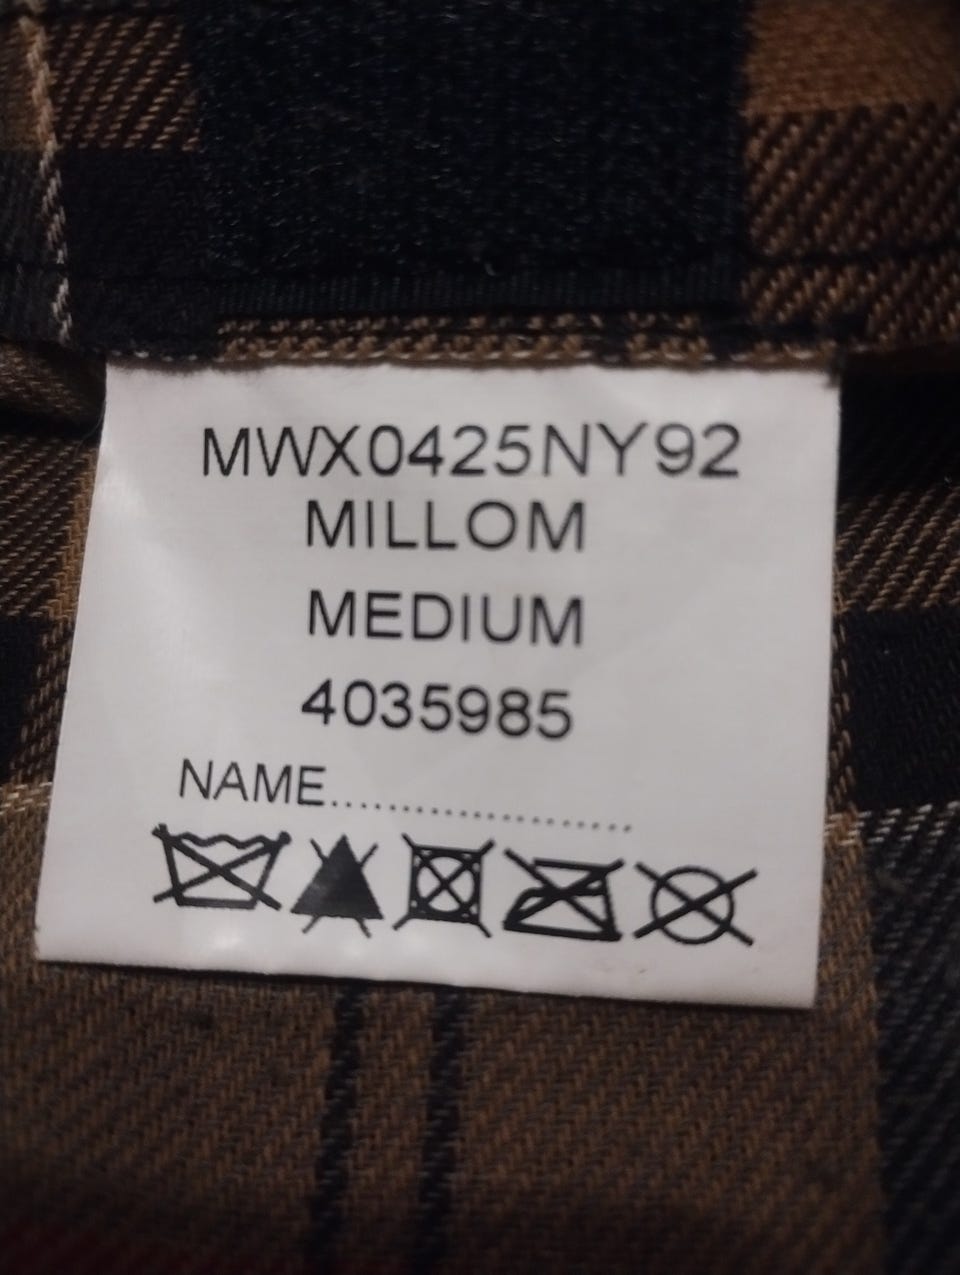 MWX0425NY92
MILLOM
MEDIUM
4035985
NAME......................